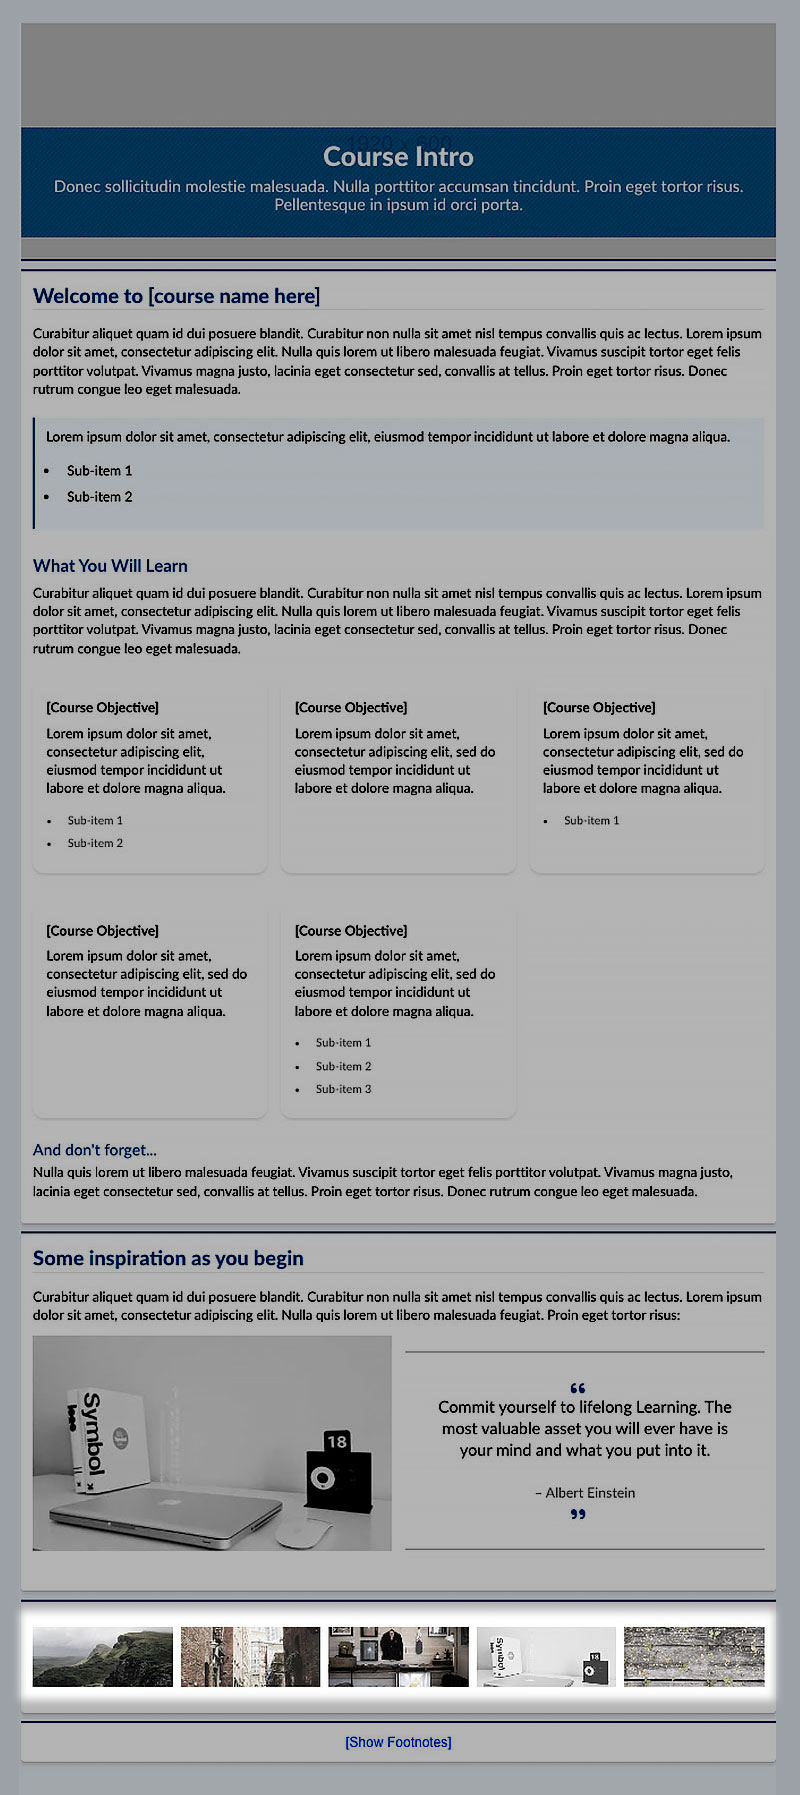 Course Intro
Donec sollicitudin molestie malesuada. Nulla porttitor accumsan tincidunt. Proin eget tortor risus.
Pellentesque in ipsum id orci porta.
Welcome to [course name here]
Curabitur aliquet quam id dui posuere blandit. Curabitur non nulla sit amet nisl tempus convallis quis ac lectus. Lorem ipsum
dolor sit amet, consectetur adipiscing elit. Nulla quis lorem ut libero malesuada feugiat. Vivamus suscipit tortor eget felis
porttitor volutpat. Vivamus magna justo, lacinia eget consectetur sed, convallis at tellus. Proin eget tortor risus. Donec
rutrum congue leo eget malesuada.
Lorem ipsum dolor sit amet, consectetur adipiscing elit, eiusmod tempor incididunt ut labore et dolore magna aliqua.
• Sub-item 1
• Sub-item 2
What You Will Learn
Curabitur aliquet quam id dui posuere blandit. Curabitur non nulla sit amet nisl tempus convallis quis ac lectus. Lorem ipsum
dolor sit amet, consectetur adipiscing elit. Nulla quis lorem ut libero malesuada feugiat. Vivamus suscipit tortor eget felis
porttitor volutpat. Vivamus magna justo, lacinia eget consectetur sed, convallis at tellus. Proin eget tortor risus. Donec
rutrum congue leo eget malesuada.
[Course Objective]
Lorem ipsum dolor sit amet,
consectetur adipiscing elit,
eiusmod tempor incididunt ut
labore et dolore magna aliqua.
• Sub-item 1
• Sub-item 2
[Course Objective]
Lorem ipsum dolor sit amet,
consectetur adipiscing elit, sed do
eiusmod tempor incididunt ut
labore et dolore magna aliqua.
[Course Objective]
Lorem ipsum dolor sit amet,
consectetur adipiscing elit, sed do
eiusmod tempor incididunt ut
labore et dolore magna aliqua.
• Sub-item 1
[Course Objective]
Lorem ipsum dolor sit amet,
consectetur adipiscing elit, sed do
eiusmod tempor incididunt ut
labore et dolore magna aliqua.
[Course Objective]
Lorem ipsum dolor sit amet,
consectetur adipiscing elit, sed do
eiusmod tempor incididunt ut
labore et dolore magna aliqua.
• Sub-item 1
• Sub-item 2
• Sub-item 3
And don't forget...
Nulla quis lorem ut libero malesuada feugiat. Vivamus suscipit tortor eget felis porttitor volutpat. Vivamus magna justo,
lacinia eget consectetur sed, convallis at tellus. Proin eget tortor risus. Donec rutrum congue leo eget malesuada.
Some inspiration as you begin
Curabitur aliquet quam id dui posuere blandit. Curabitur non nulla sit amet nisl tempus convallis quis ac lectus. Lorem ipsum
dolor sit amet, consectetur adipiscing elit. Nulla quis lorem ut libero malesuada feugiat. Proin eget tortor risus:
logo
Symbol
18
“
Commit yourself to lifelong Learning. The
most valuable asset you will ever have is
your mind and what you put into it.
– Albert Einstein
”
Symbol
18
[Show Footnotes]